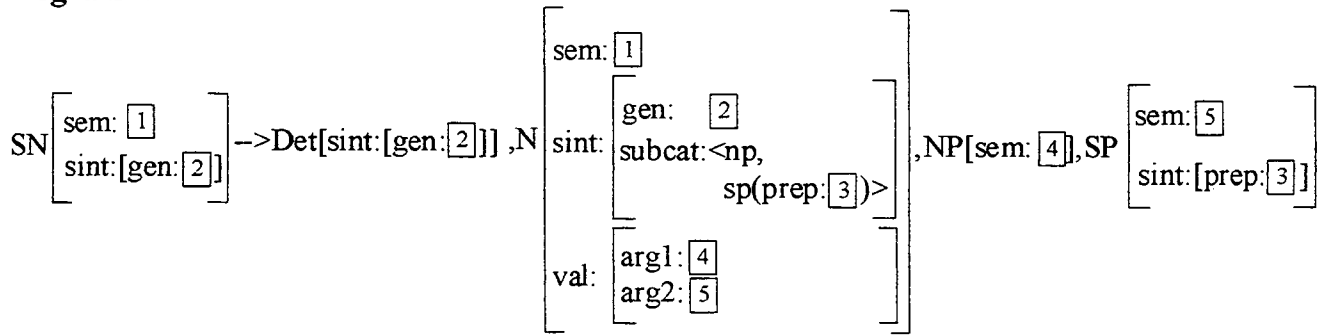 sem: 1
SN sem: 1 sint:[gen: 2] -->Det[sint:[gen: 2]] ,N sint: gen: 2 subcat:<np, sp(prep: 3)> ,NP[sem: 4],SP sem: 5 sint:[prep: 3]
val: arg1: 4 arg2: 5